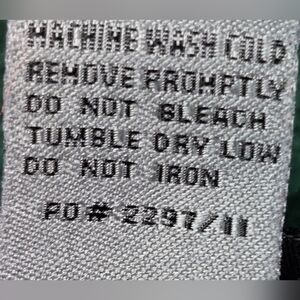 MACHINE WASH COLD
REMOVE PROMPTLY
DO NOT BLEACH
TUMBLE DRY LOW
DO NOT IRON
PO# 2297/11